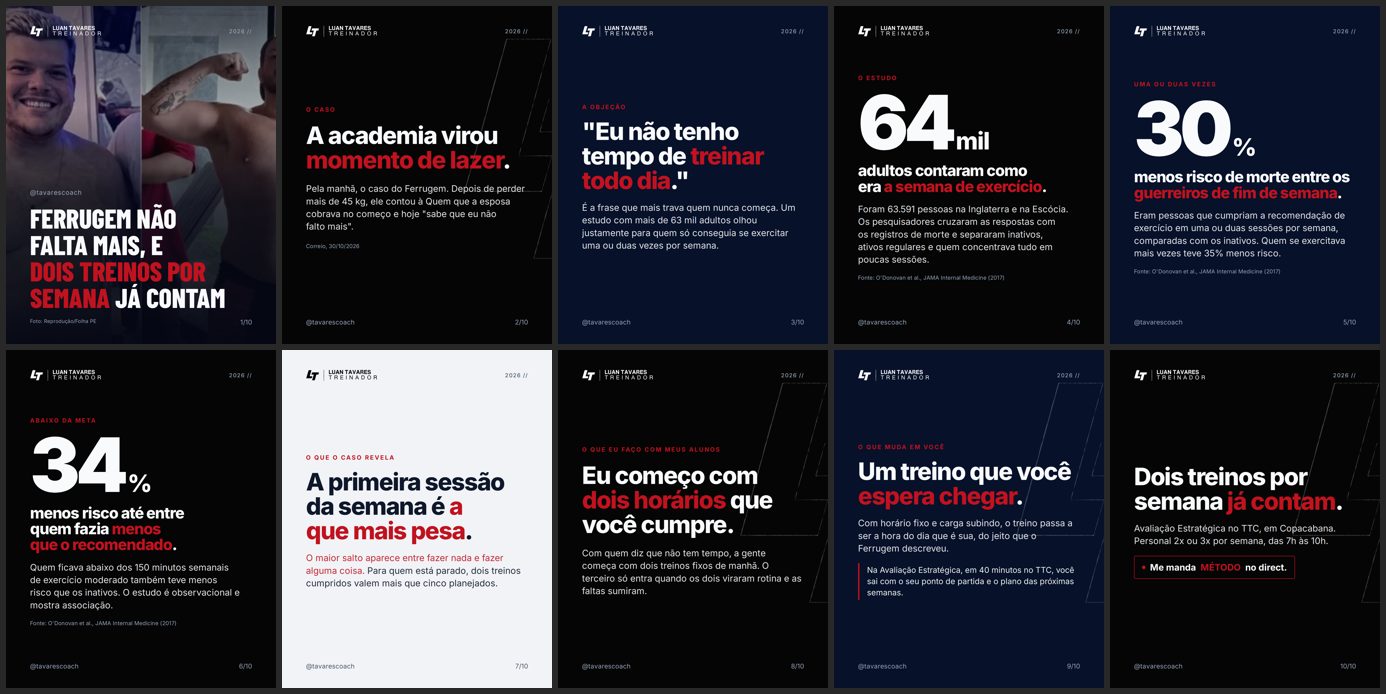 LT | LUAN TAVARES
TREINADOR
2026 //
@tavarescoach
FERRUGEM NÃO
FALTA MAIS, E
DOIS TREINOS POR
SEMANA JÁ CONTAM
Foto: Reprodução/Folha PE
1/10
LT | LUAN TAVARES
TREINADOR
2026 //
O CASO
A academia virou
momento de lazer.
Pela manhã, o caso do Ferrugem. Depois de perder
mais de 45 kg, ele contou à Quem que a esposa
cobrava no começo e hoje "sabe que eu não
falto mais".
Correio, 30/10/2026
@tavarescoach
2/10
LT | LUAN TAVARES
TREINADOR
2026 //
A OBJEÇÃO
"Eu não tenho
tempo de treinar
todo dia."
É a frase que mais trava quem nunca começa. Um
estudo com mais de 63 mil adultos olhou
justamente para quem só conseguia se exercitar
uma ou duas vezes por semana.
@tavarescoach
3/10
LT | LUAN TAVARES
TREINADOR
2026 //
O ESTUDO
64 mil
adultos contaram como
era a semana de exercício.
Foram 63.591 pessoas na Inglaterra e na Escócia.
Os pesquisadores cruzaram as respostas com
os registros de morte e separaram inativos,
ativos regulares e quem concentrava tudo em
poucas sessões.
Fonte: O'Donovan et al., JAMA Internal Medicine (2017)
@tavarescoach
4/10
LT | LUAN TAVARES
TREINADOR
2026 //
UMA OU DUAS VEZES
30%
menos risco de morte entre os
guerreiros de fim de semana.
Eram pessoas que cumpriam a recomendação de
exercício em uma ou duas sessões por semana,
comparadas com os inativos. Quem se exercitava
mais vezes teve 35% menos risco.
Fonte: O'Donovan et al., JAMA Internal Medicine (2017)
@tavarescoach
5/10
LT | LUAN TAVARES
TREINADOR
2026 //
ABAIXO DA META
34%
menos risco até entre
quem fazia menos
que o recomendado.
Quem ficava abaixo dos 150 minutos semanais
de exercício moderado também teve menos
risco que os inativos. O estudo é observacional e
mostra associação.
Fonte: O'Donovan et al., JAMA Internal Medicine (2017)
@tavarescoach
6/10
LT | LUAN TAVARES
TREINADOR
2026 //
O QUE O CASO REVELA
A primeira sessão
da semana é a
que mais pesa.
O maior salto aparece entre fazer nada e fazer
alguma coisa. Para quem está parado, dois treinos
cumpridos valem mais que cinco planejados.
@tavarescoach
7/10
LT | LUAN TAVARES
TREINADOR
2026 //
O QUE EU FAÇO COM MEUS ALUNOS
Eu começo com
dois horários que
você cumpre.
Com quem diz que não tem tempo, a gente
começa com dois treinos fixos de manhã. O
terceiro só entra quando os dois viraram rotina e as
faltas sumiram.
@tavarescoach
8/10
LT | LUAN TAVARES
TREINADOR
2026 //
O QUE MUDA EM VOCÊ
Um treino que você
espera chegar.
Com horário fixo e carga subindo, o treino passa a
ser a hora do dia que é sua, do jeito que o
Ferrugem descreveu.
Na Avaliação Estratégica, em 40 minutos no TTC, você
sai com o seu ponto de partida e o plano das próximas
semanas.
@tavarescoach
9/10
LT | LUAN TAVARES
TREINADOR
2026 //
Dois treinos por
semana já contam.
Avaliação Estratégica no TTC, em Copacabana.
Personal 2x ou 3x por semana, das 7h às 10h.
• Me manda MÉTODO no direct.
@tavarescoach
10/10